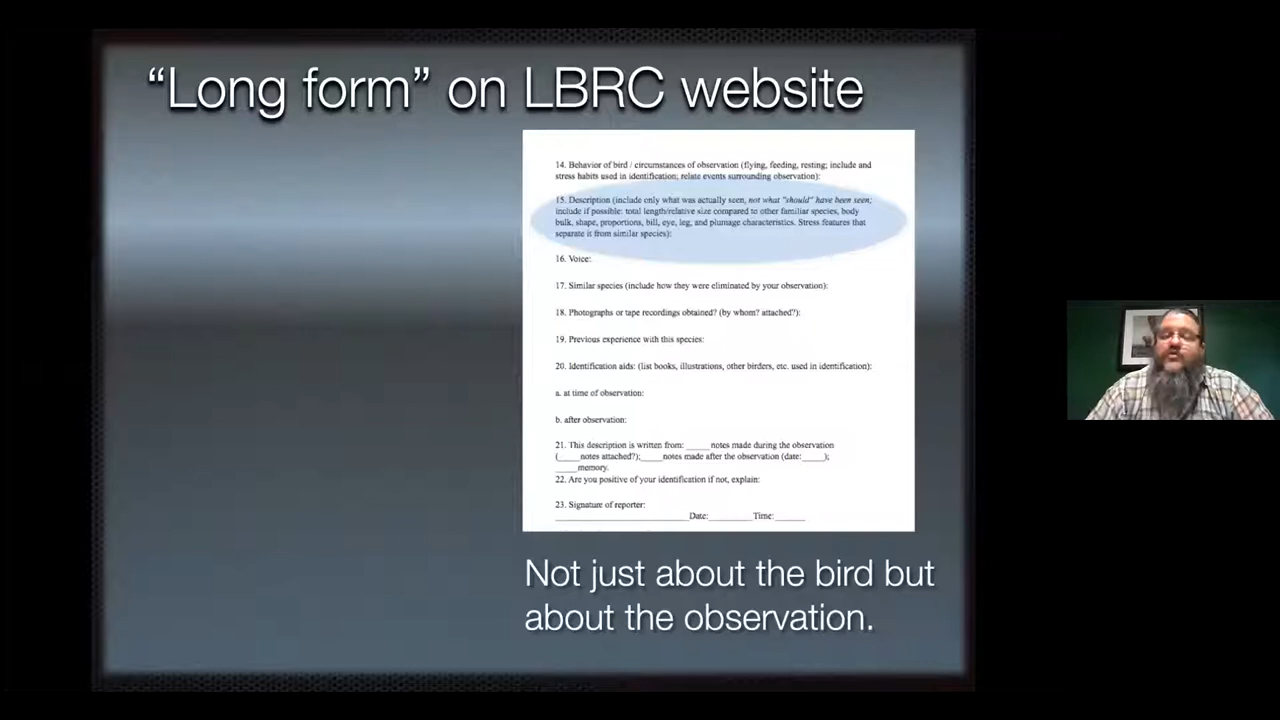 “Long form” on LBRC website
14. Behavior of bird / circumstances of observation (flying, feeding, resting; include and
stress habits used in identification; relate events surrounding observation):
15. Description (include only what was actually seen, not what "should" have been seen;
include if possible: total length/relative size compared to other familiar species, body
bulk, shape, proportions, bill, eye, leg, and plumage characteristics. Stress features that
separate it from similar species):
16. Voice:
17. Similar species (include how they were eliminated by your observation):
18. Photographs or tape recordings obtained? (by whom? attached?):
19. Previous experience with this species:
20. Identification aids: (list books, illustrations, other birders, etc. used in identification):
a. at time of observation:
b. after observation:
21. This description is written from: _____notes made during the observation
(_____notes attached?);_____notes made after the observation (date:_____);
_____memory.
22. Are you positive of your identification if not, explain:
23. Signature of reporter:
_____________________________Date:__________Time:_______
Not just about the bird but
about the observation.